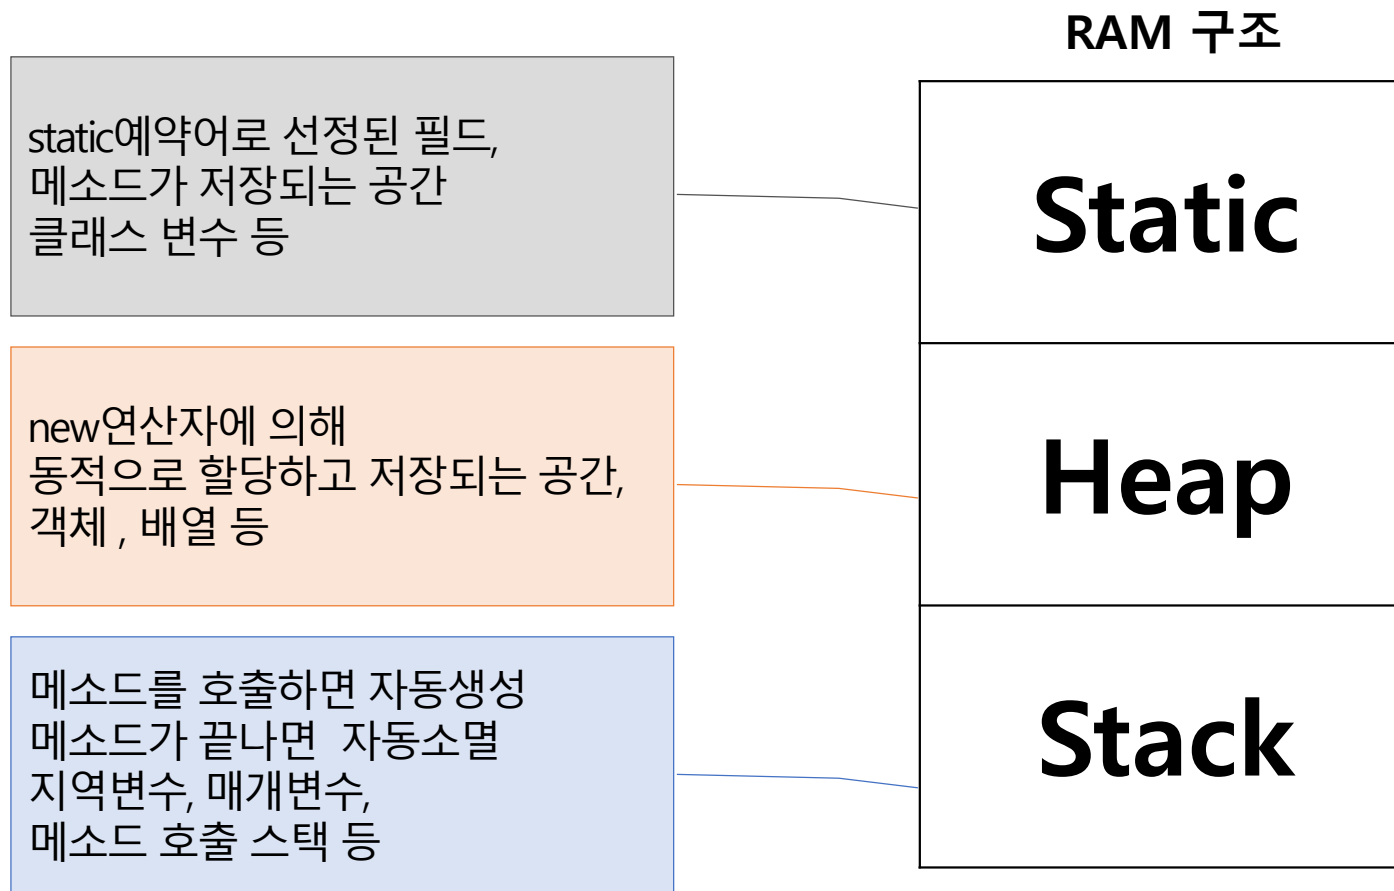 RAM 구조
static예약어로 선정된 필드,
메소드가 저장되는 공간
클래스 변수 등
Static
new연산자에 의해
동적으로 할당하고 저장되는 공간,
객체 , 배열 등
Heap
메소드를 호출하면 자동생성
메소드가 끝나면 자동소멸
지역변수, 매개변수,
메소드 호출 스택 등
Stack